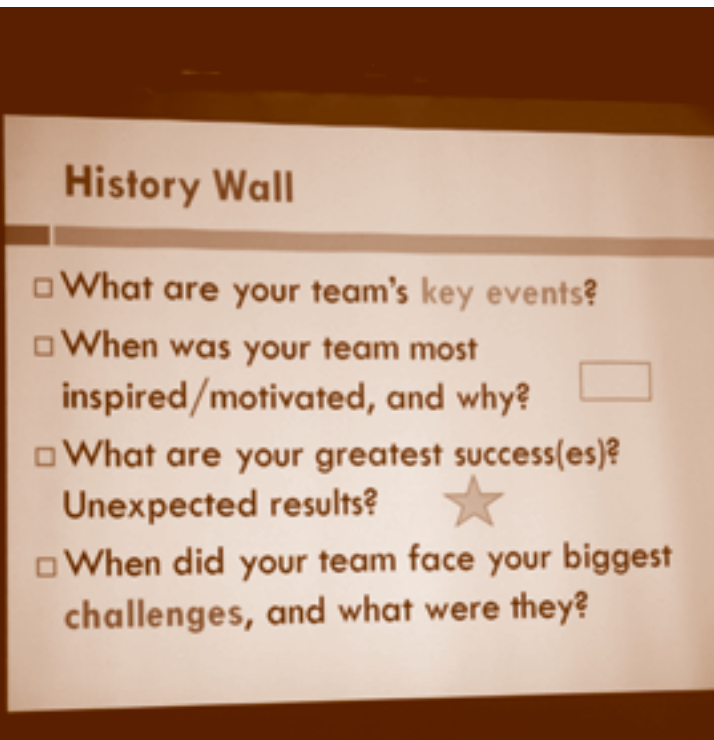 History Wall
What are your team's key events?
When was your team most
inspired/motivated, and why?
What are your greatest success(es)?
Unexpected results?
When did your team face your biggest
challenges, and what were they?